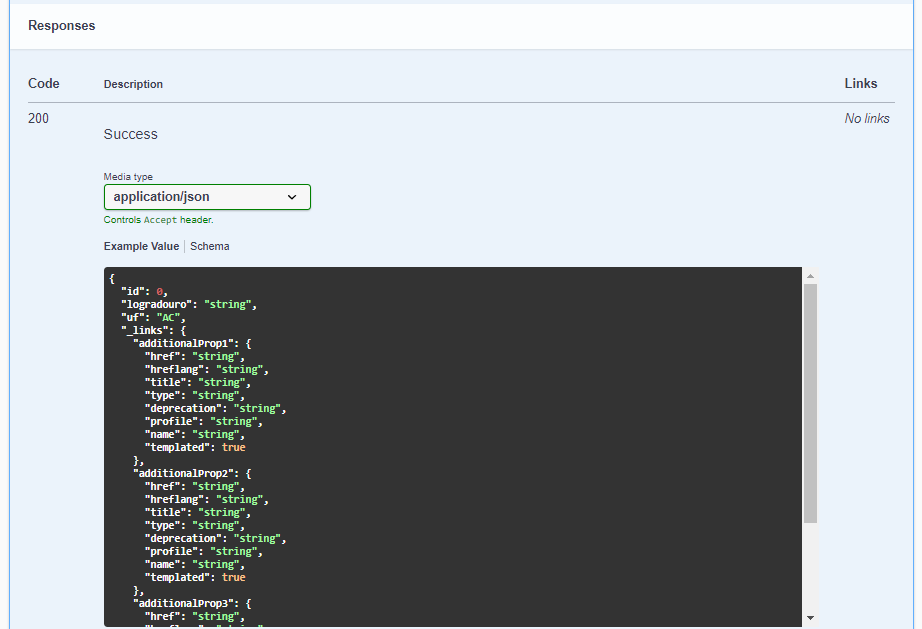 Responses
Code Description Links
200 No links
Success
Media type
application/json
Controls Accept header.
Example Value Schema
{
  "id": 0,
  "logradouro": "string",
  "uf": "AC",
  "_links": {
    "additionalProp1": {
      "href": "string",
      "hreflang": "string",
      "title": "string",
      "type": "string",
      "deprecation": "string",
      "profile": "string",
      "name": "string",
      "templated": true
    },
    "additionalProp2": {
      "href": "string",
      "hreflang": "string",
      "title": "string",
      "type": "string",
      "deprecation": "string",
      "profile": "string",
      "name": "string",
      "templated": true
    },
    "additionalProp3": {
      "href": "string",